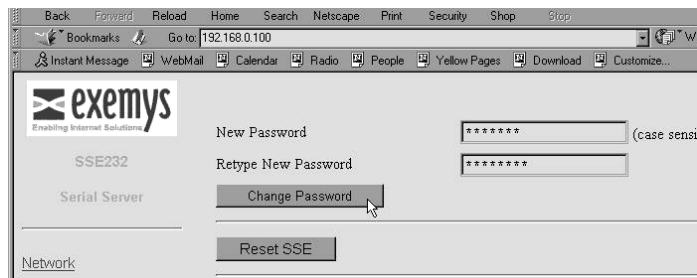 Back Forward Reload Home Search Netscape Print Security Shop Stop
Bookmarks Go to: 192.168.0.100 W
Instant Message WebMail Calendar Radio People Yellow Pages Download Customize...
exemys
Enabling Internet Solutions
SSE232
Serial Server
Network
New Password ******* (case sensi
Retype New Password ********
Change Password
Reset SSE